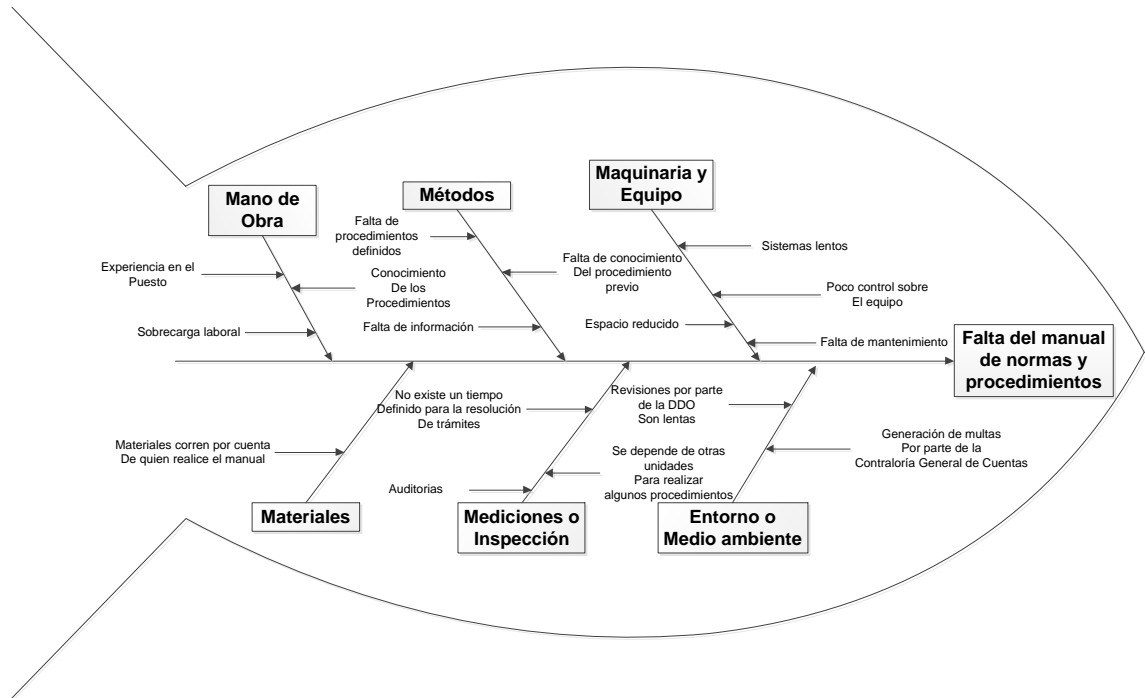 Mano de
Obra
Métodos
Maquinaria y
Equipo
Experiencia en el
Puesto
Conocimiento
De los
Procedimientos
Sobrecarga laboral
Falta de
procedimientos
definidos
Falta de conocimiento
Del procedimiento
previo
Falta de información
Sistemas lentos
Poco control sobre
El equipo
Espacio reducido
Falta de mantenimiento
Falta del manual
de normas y
procedimientos
Materiales corren por cuenta
De quien realice el manual
No existe un tiempo
Definido para la resolución
De trámites
Auditorias
Se depende de otras
unidades
Para realizar
algunos procedimientos
Revisiones por parte
de la DDO
Son lentas
Generación de multas
Por parte de la
Contraloría General de Cuentas
Materiales
Mediciones o
Inspección
Entorno o
Medio ambiente